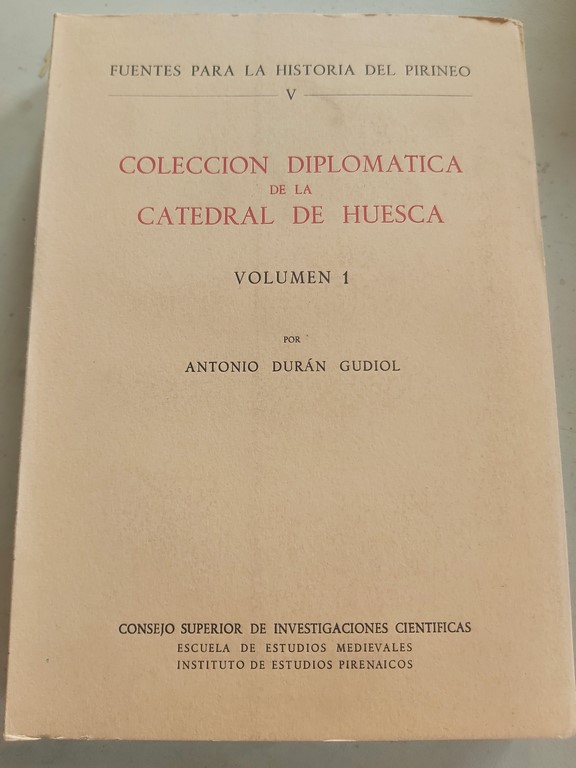 FUENTES PARA LA HISTORIA DEL PIRINEO
V
COLECCION DIPLOMATICA
DE LA
CATEDRAL DE HUESCA
VOLUMEN 1
POR
ANTONIO DURÁN GUDIOL
CONSEJO SUPERIOR DE INVESTIGACIONES CIENTIFICAS
ESCUELA DE ESTUDIOS MEDIEVALES
INSTITUTO DE ESTUDIOS PIRENAICOS